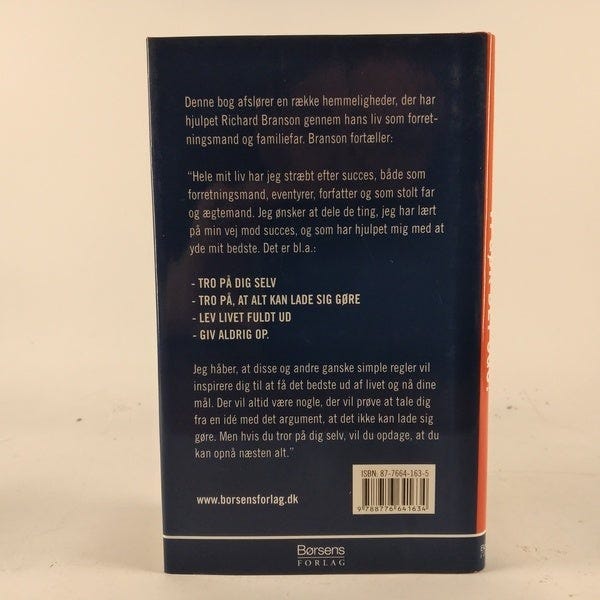 Denne bog afslører en række hemmeligheder, der har
hjulpet Richard Branson gennem hans liv som forret-
ningsmand og familiefar. Branson fortæller:
"Hele mit liv har jeg stræbt efter succes, både som
forretningsmand, eventyrer, forfatter og som stolt far
og ægtemand. Jeg ønsker at dele de ting, jeg har lært
på min vej mod succes, og som har hjulpet mig med at
yde mit bedste. Det er bl.a.:
- TRO PÅ DIG SELV
- TRO PÅ, AT ALT KAN LADE SIG GØRE
- LEV LIVET FULDT UD
- GIV ALDRIG OP.
Jeg håber, at disse og andre ganske simple regler vil
inspirere dig til at få det bedste ud af livet og nå dine
mål. Der vil altid være nogle, der vil prøve at tale dig
fra en idé med det argument, at det ikke kan lade sig
gøre. Men hvis du tror på dig selv, vil du opdage, at du
kan opnå næsten alt."
ISBN: 87-7664-163-5
9788776641634
www.borsensforlag.dk
Børsens
FORLAG